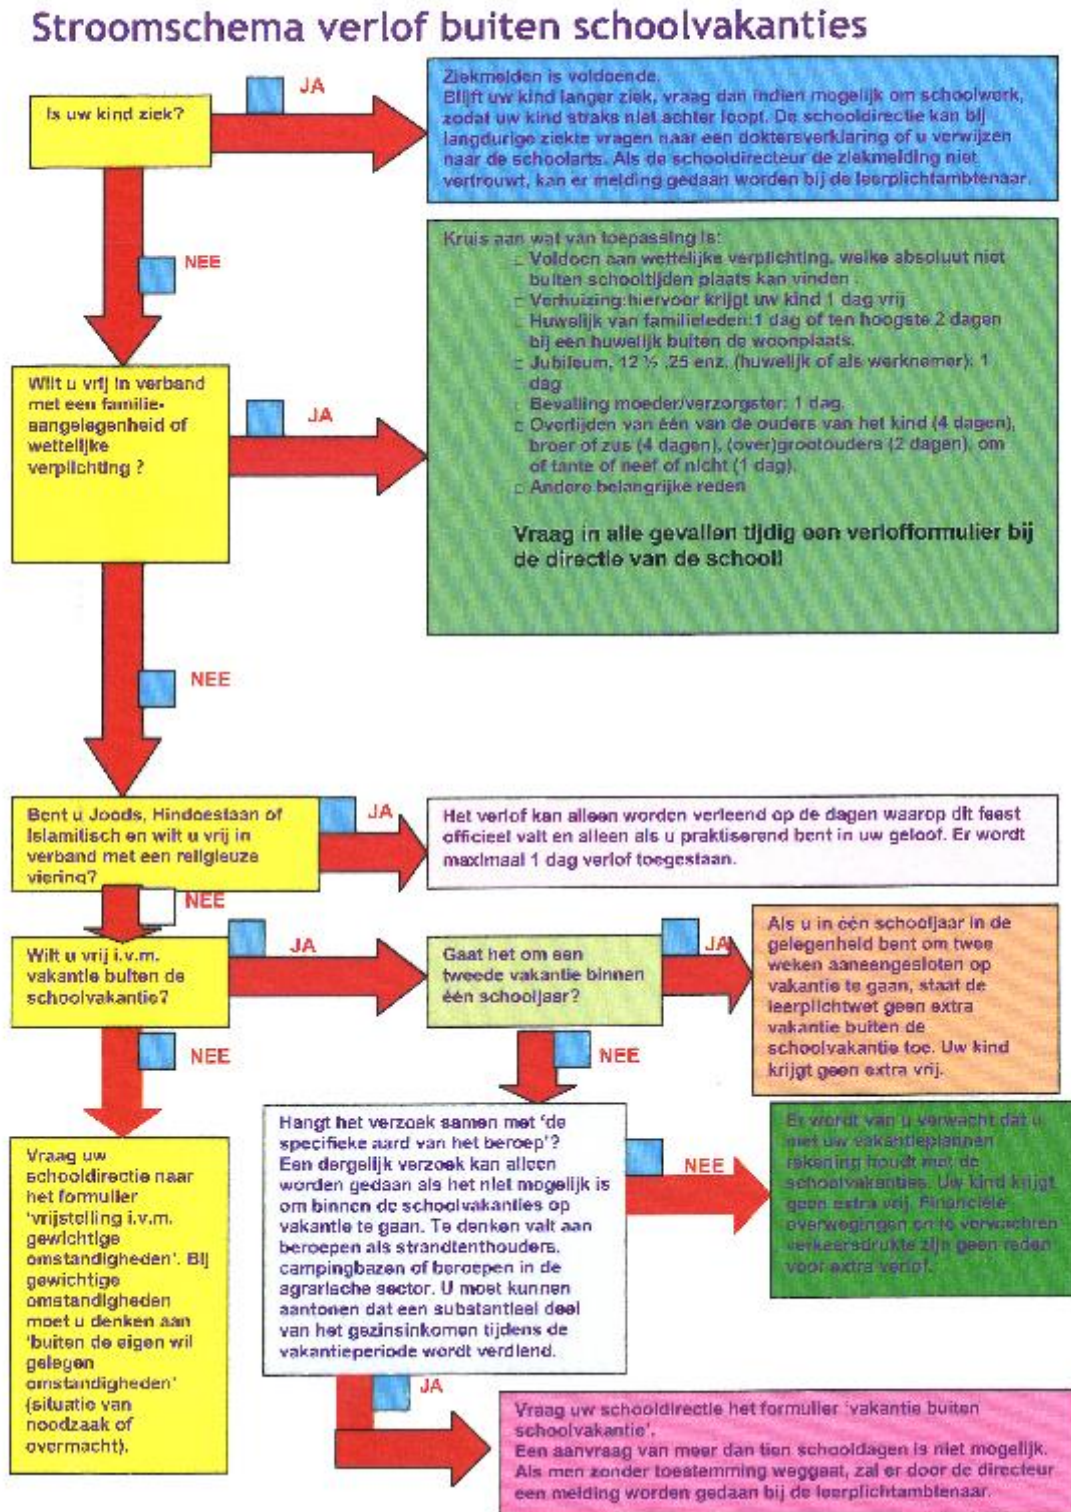 Stroomschema verlof buiten schoolvakanties
Is uw kind ziek?
JA
Ziekmelden is voldoende.
Blijft uw kind langer ziek, vraag dan indien mogelijk om schoolwerk,
zodat uw kind straks niet achter loopt. De schooldirectie kan bij
langdurige ziekte vragen naar een doktersverklaring of u verwijzen
naar de schoolarts. Als de schooldirecteur de ziekmelding niet
vertrouwt, kan er melding gedaan worden bij de leerplichtambtenaar.
NEE
Wilt u vrij in verband
met een familie-
aangelegenheid of
wettelijke
verplichting ?
JA
Kruis aan wat van toepassing is:
□ Voldoen aan wettelijke verplichting, welke absoluut niet
buiten schooltijden plaats kan vinden .
□ Verhuizing:hiervoor krijgt uw kind 1 dag vrij
□ Huwelijk van familieleden:1 dag of ten hoogste 2 dagen
bij een huwelijk buiten de woonplaats.
□ Jubileum, 12 ½ ,25 enz. (huwelijk of als werknemer): 1
dag
□ Bevalling moeder/verzorgster: 1 dag.
□ Overlijden van één van de ouders van het kind (4 dagen),
broer of zus (4 dagen), (over)grootouders (2 dagen), om
of tante of neef of nicht (1 dag).
□ Andere belangrijke reden
Vraag in alle gevallen tijdig een verlofformulier bij
de directie van de school!
NEE
Bent u Joods, Hindoestaan of
Islamitisch en wilt u vrij in
verband met een religieuze
viering?
JA
Het verlof kan alleen worden verleend op de dagen waarop dit feest
officieel valt en alleen als u praktiserend bent in uw geloof. Er wordt
maximaal 1 dag verlof toegestaan.
NEE
Wilt u vrij i.v.m.
vakantie buiten de
schoolvakantie?
JA
Gaat het om een
tweede vakantie binnen
één schooljaar?
JA
Als u in één schooljaar in de
gelegenheid bent om twee
weken aaneengesloten op
vakantie te gaan, staat de
leerplichtwet geen extra
vakantie buiten de
schoolvakantie toe. Uw kind
krijgt geen extra vrij.
NEE
NEE
Vraag uw
schooldirectie naar
het formulier
'vrijstelling i.v.m.
gewichtige
omstandigheden'. Bij
gewichtige
omstandigheden
moet u denken aan
'buiten de eigen wil
gelegen
omstandigheden'
(situatie van
noodzaak of
overmacht).
Hangt het verzoek samen met 'de
specifieke aard van het beroep'?
Een dergelijk verzoek kan alleen
worden gedaan als het niet mogelijk is
om binnen de schoolvakanties op
vakantie te gaan. Te denken valt aan
beroepen als strandtenthouders,
campingbazen of beroepen in de
agrarische sector. U moet kunnen
aantonen dat een substantieel deel
van het gezinsinkomen tijdens de
vakantieperiode wordt verdiend.
NEE
Er wordt van u verwacht dat u
met uw vakantieplannen
rekening houdt met de
schoolvakanties. Uw kind krijgt
geen extra vrij. Financiële
overwegingen en te verwachten
verkeersdrukte zijn geen reden
voor extra verlof.
JA
Vraag uw schooldirectie het formulier 'vakantie buiten
schoolvakantie'.
Een aanvraag van meer dan tien schooldagen is niet mogelijk.
Als men zonder toestemming weggaat, zal er door de directeur
een melding worden gedaan bij de leerplichtambtenaar.